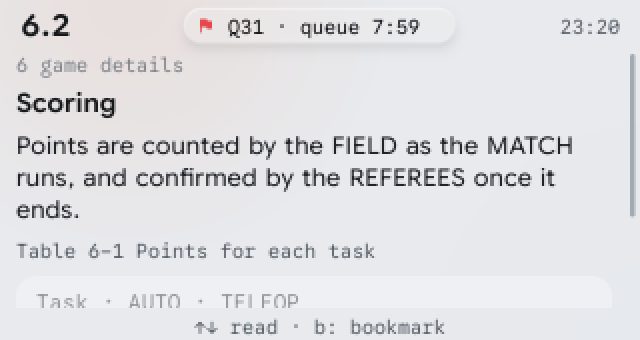 6.2
Q31 · queue 7:59
23:20
6 game details
Scoring
Points are counted by the FIELD as the MATCH
runs, and confirmed by the REFEREES once it
ends.
Table 6-1 Points for each task
Task · AUTO · TELEOP
↑↓ read · b: bookmark